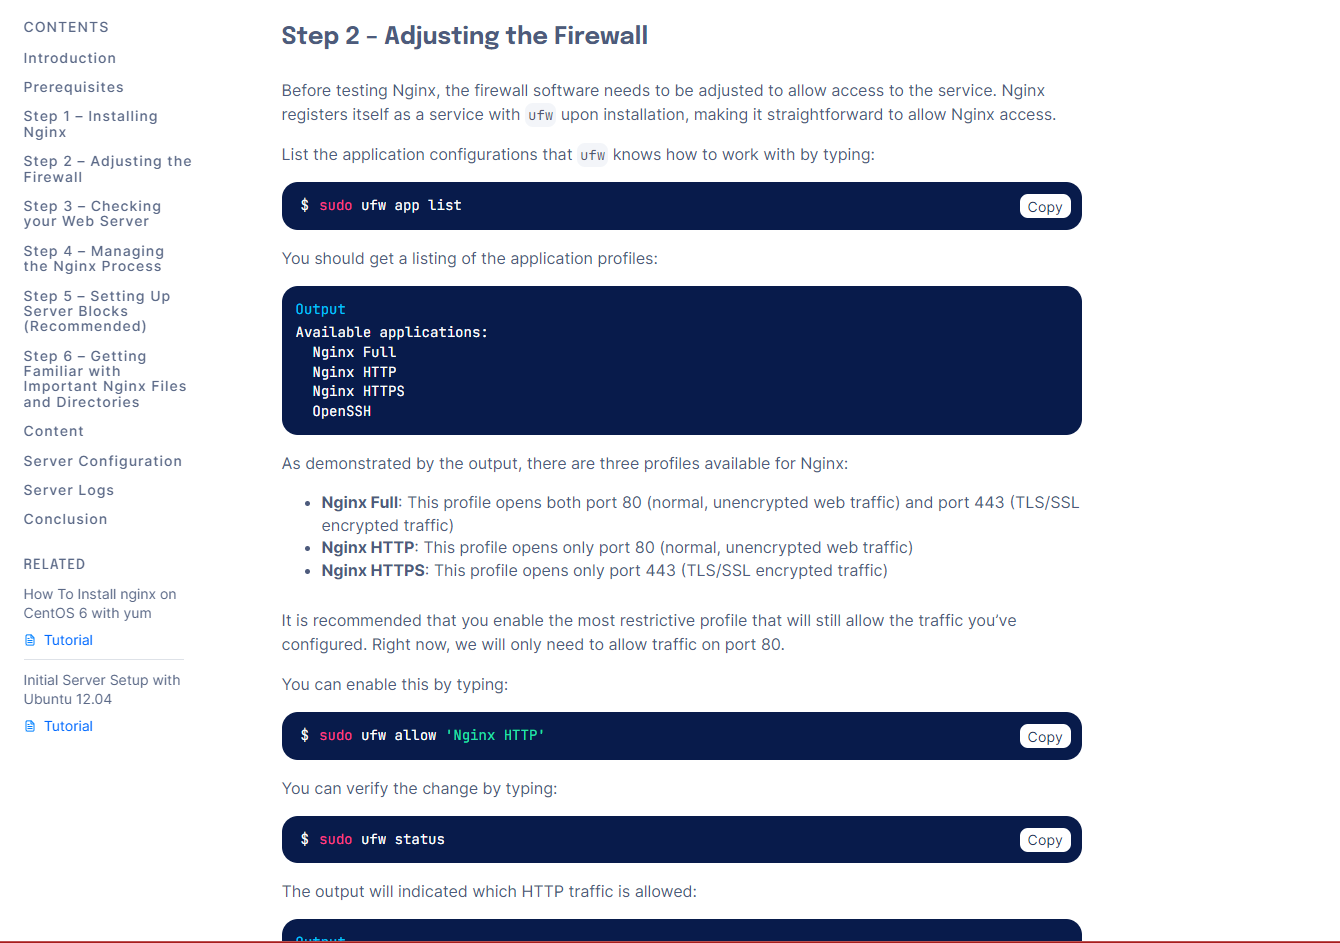 CONTENTS
Introduction
Prerequisites
Step 1 – Installing
Nginx
Step 2 – Adjusting the
Firewall
Step 3 – Checking
your Web Server
Step 4 – Managing
the Nginx Process
Step 5 – Setting Up
Server Blocks
(Recommended)
Step 6 – Getting
Familiar with
Important Nginx Files
and Directories
Content
Server Configuration
Server Logs
Conclusion
RELATED
How To Install nginx on
CentOS 6 with yum
Tutorial
Initial Server Setup with
Ubuntu 12.04
Tutorial
Step 2 – Adjusting the Firewall
Before testing Nginx, the firewall software needs to be adjusted to allow access to the service. Nginx
registers itself as a service with ufw upon installation, making it straightforward to allow Nginx access.
List the application configurations that ufw knows how to work with by typing:
$ sudo ufw app list
Copy
You should get a listing of the application profiles:
Output
Available applications:
Nginx Full
Nginx HTTP
Nginx HTTPS
OpenSSH
As demonstrated by the output, there are three profiles available for Nginx:
• Nginx Full: This profile opens both port 80 (normal, unencrypted web traffic) and port 443 (TLS/SSL
encrypted traffic)
• Nginx HTTP: This profile opens only port 80 (normal, unencrypted web traffic)
• Nginx HTTPS: This profile opens only port 443 (TLS/SSL encrypted traffic)
It is recommended that you enable the most restrictive profile that will still allow the traffic you’ve
configured. Right now, we will only need to allow traffic on port 80.
You can enable this by typing:
$ sudo ufw allow 'Nginx HTTP'
Copy
You can verify the change by typing:
$ sudo ufw status
Copy
The output will indicated which HTTP traffic is allowed:
Output